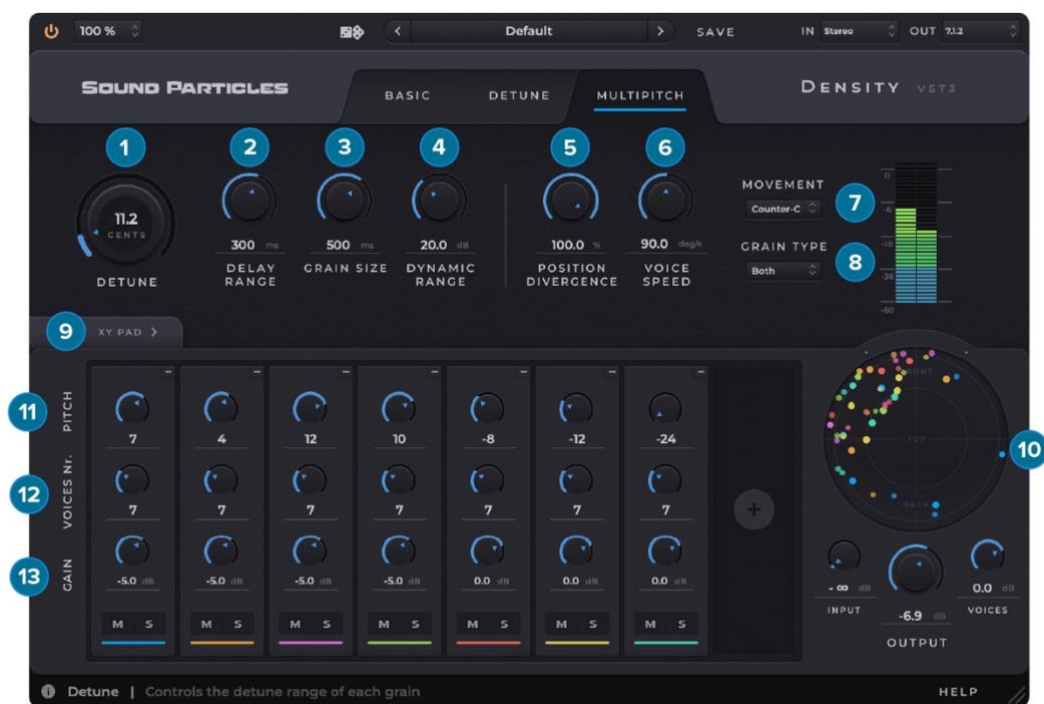 100 % Default SAVE IN Stereo OUT 7.1.2
SOUND PARTICLES BASIC DETUNE MULTIPITCH DENSITY VST3
1 2 3 4 5 6
11.2
CENTS
DETUNE
300 ms 500 ms 20.0 dB 100.0 % 90.0 deg/s
DELAY RANGE GRAIN SIZE DYNAMIC RANGE POSITION DIVERGENCE VOICE SPEED
MOVEMENT
Counter-C 7
GRAIN TYPE
Both 8
0
-6
-16
-36
-60
9 XY PAD >
11 PITCH
7 4 12 10 -8 -12 -24
12 VOICES Nr.
7 7 7 7 7 7 7
13 GAIN
-5.0 dB -5.0 dB -5.0 dB -5.0 dB 0.0 dB 0.0 dB 0.0 dB
M S M S M S M S M S M S M S
+
TOP
BACK
10
- ∞ dB
INPUT
-6.9 dB
OUTPUT
0.0 dB
VOICES
Detune | Controls the detune range of each grain HELP